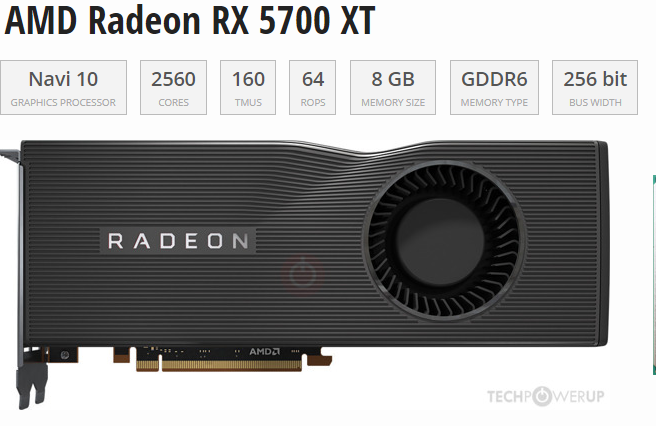 AMD Radeon RX 5700 XT
Navi 10
GRAPHICS PROCESSOR
2560
CORES
160
TMUS
64
ROPS
8 GB
MEMORY SIZE
GDDR6
MEMORY TYPE
256 bit
BUS WIDTH
RADEON
AMD
TECHPOWERUP